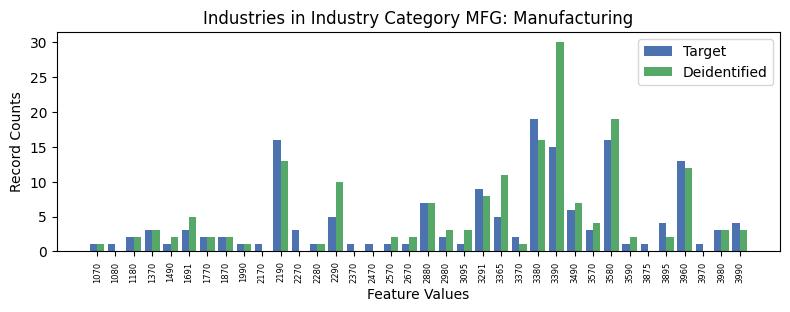 Industries in Industry Category MFG: Manufacturing
Target
Deidentified
Record Counts
30
25
20
15
10
5
0
1070 1080 1180 1370 1490 1691 1770 1870 1990 2170 2190 2270 2280 2290 2370 2470 2570 2670 2880 2980 3095 3291 3365 3370 3380 3390 3490 3570 3580 3590 3875 3895 3960 3970 3980 3990
Feature Values